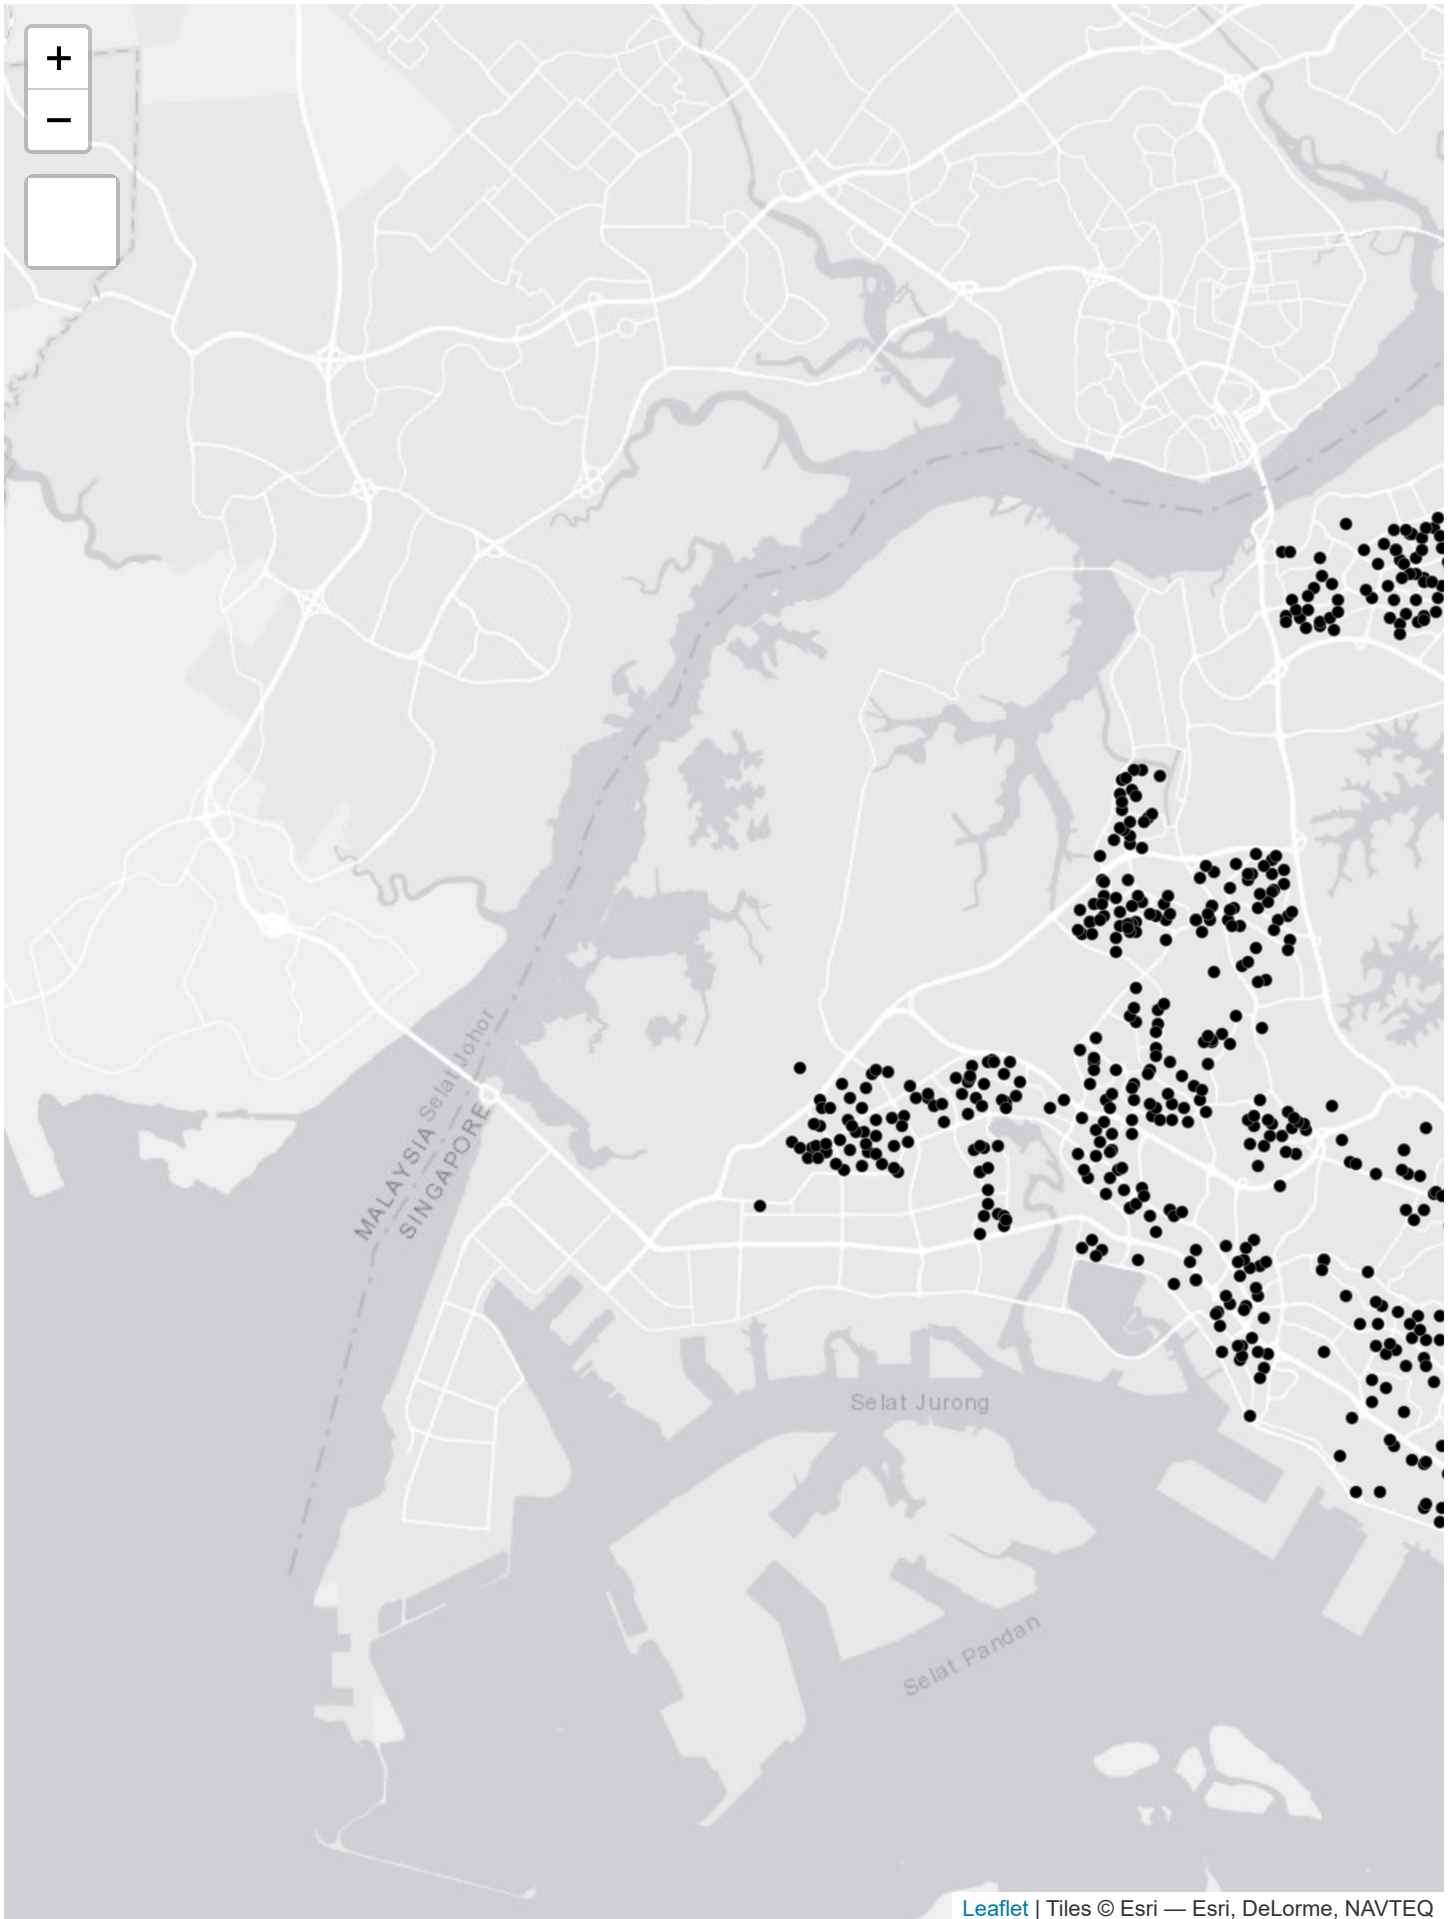 +
−
Selat Johor
MALAYSIA
SINGAPORE
Selat Jurong
Selat Pandan
Leaflet | Tiles © Esri — Esri, DeLorme, NAVTEQ